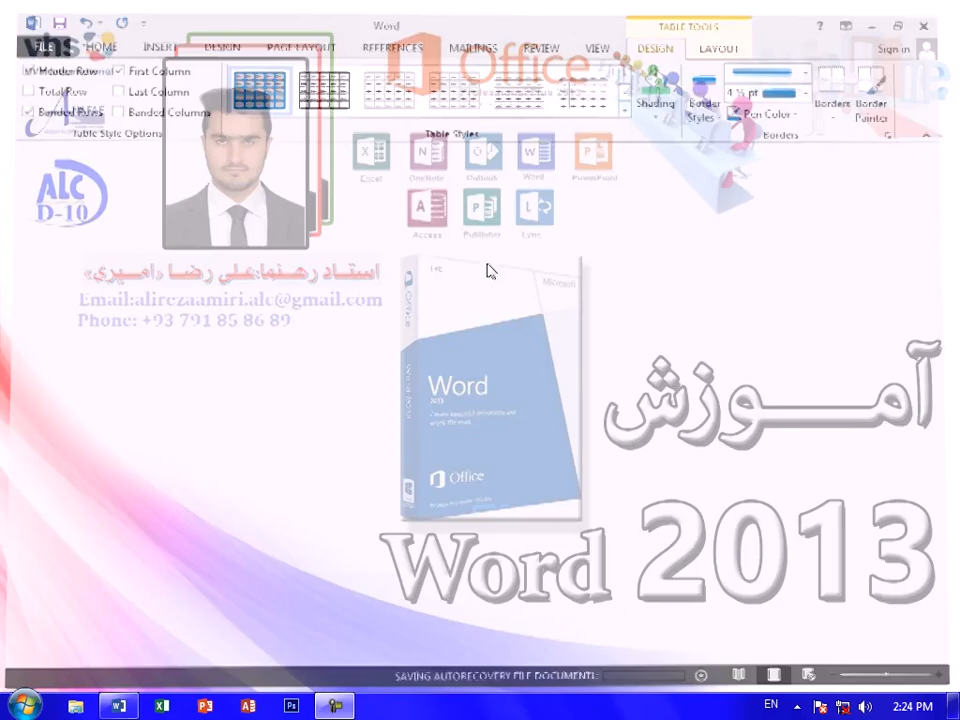 Word
TABLE TOOLS
FILE HOME INSERT DESIGN PAGE LAYOUT REFERENCES MAILINGS REVIEW VIEW DESIGN LAYOUT Sign in
Office
Header Row First Column
Total Row Last Column
Banded Rows Banded Columns
Table Style Options
Table Styles
Shading
Border Styles
Pen Color
Borders
Border Painter
Borders
Excel OneNote Outlook Word PowerPoint
Access Publisher Lync
ALC
D-10
استاد رهنما:علی رضا «امیری»
Email:alirezaamiri.alc@gmail.com
Phone: +93 791 85 86 89
Microsoft
Word
2013
Office
آمـــوزش
Word 2013
SAVING AUTORECOVERY FILE DOCUMENT1:
EN
2:24 PM